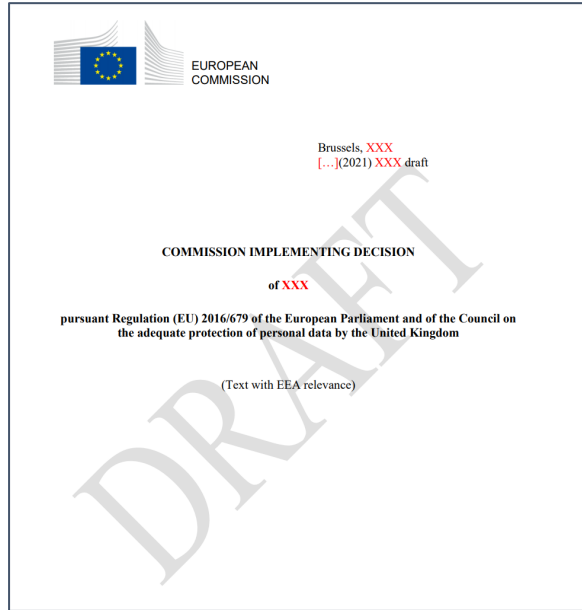 EUROPEAN
COMMISSION
Brussels, XXX
[…](2021) XXX draft
COMMISSION IMPLEMENTING DECISION
of XXX
pursuant Regulation (EU) 2016/679 of the European Parliament and of the Council on
the adequate protection of personal data by the United Kingdom
(Text with EEA relevance)
DRAFT